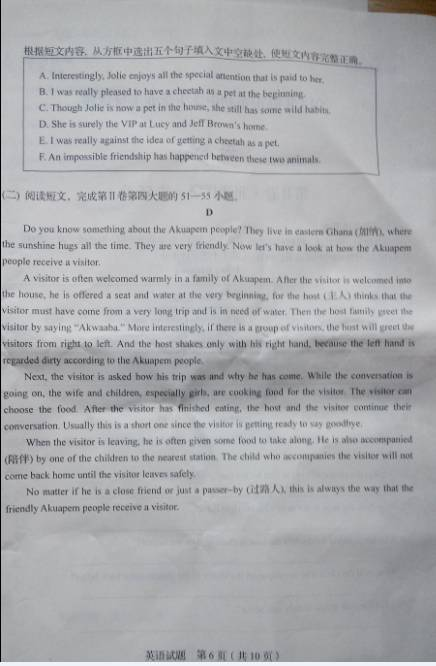 根据短文内容, 从方框中选出五个句子填入文中空缺处, 使短文内容完整正确。
A. Interestingly, Jolie enjoys all the special attention that is paid to her.
B. I was really pleased to have a cheetah as a pet at the beginning.
C. Though Jolie is now a pet in the house, she still has some wild habits.
D. She is surely the VIP at Lucy and Jeff Brown's home.
E. I was really against the idea of getting a cheetah as a pet.
F. An impossible friendship has happened between these two animals.
(二) 阅读短文, 完成第Ⅱ卷第四大题的 51—55 小题。
D
Do you know something about the Akuapem people? They live in eastern Ghana (加纳), where
the sunshine hugs all the time. They are very friendly. Now let's have a look at how the Akuapem
people receive a visitor.
A visitor is often welcomed warmly in a family of Akuapem. After the visitor is welcomed into
the house, he is offered a seat and water at the very beginning, for the host (主人) thinks that the
visitor must have come from a very long trip and is in need of water. Then the host family greet the
visitor by saying "Akwaaba." More interestingly, if there is a group of visitors, the host will greet the
visitors from right to left. And the host shakes only with his right hand, because the left hand is
regarded dirty according to the Akuapem people.
Next, the visitor is asked how his trip was and why he has come. While the conversation is
going on, the wife and children, especially girls, are cooking food for the visitor. The visitor can
choose the food. After the visitor has finished eating, the host and the visitor continue their
conversation. Usually this is a short one since the visitor is getting ready to say goodbye.
When the visitor is leaving, he is often given some food to take along. He is also accompanied
(陪伴) by one of the children to the nearest station. The child who accompanies the visitor will not
come back home until the visitor leaves safely.
No matter if he is a close friend or just a passer-by (过路人), this is always the way that the
friendly Akuapem people receive a visitor.
英语试题 第 6 页 ( 共 10 页 )